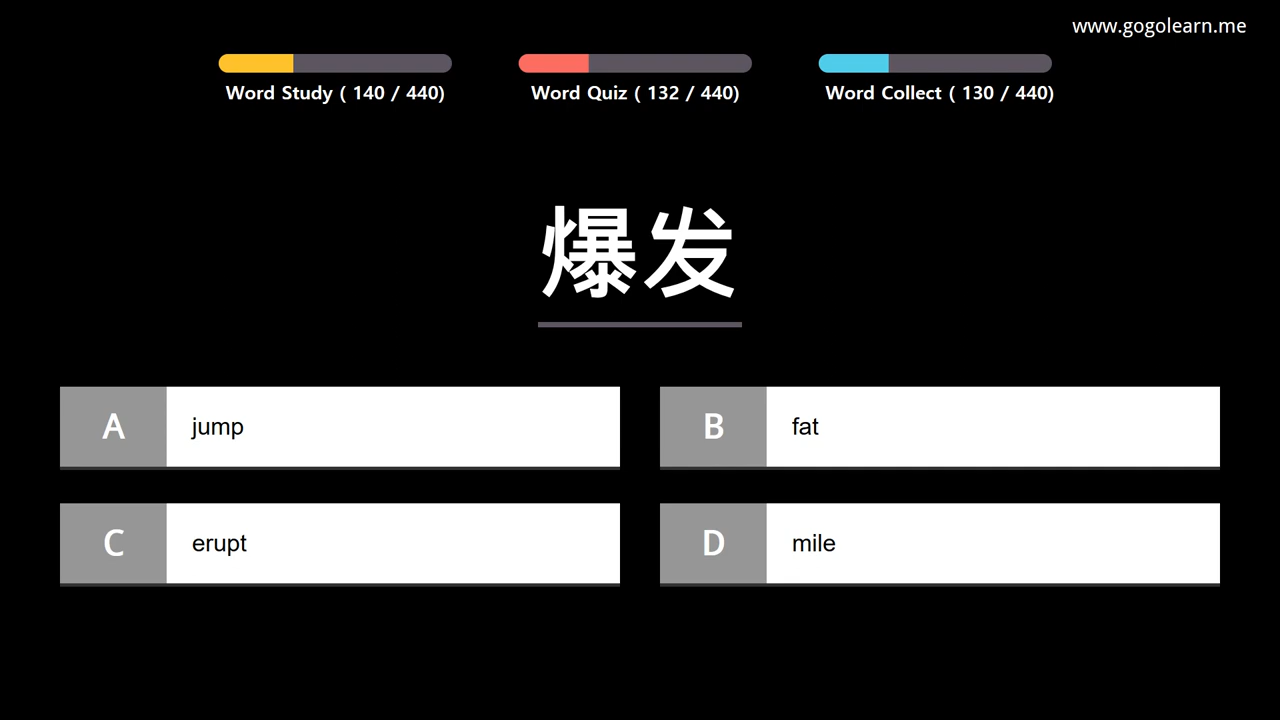 www.gogolearn.me
Word Study ( 140 / 440)
Word Quiz ( 132 / 440)
Word Collect ( 130 / 440)
爆发
A jump
B fat
C erupt
D mile